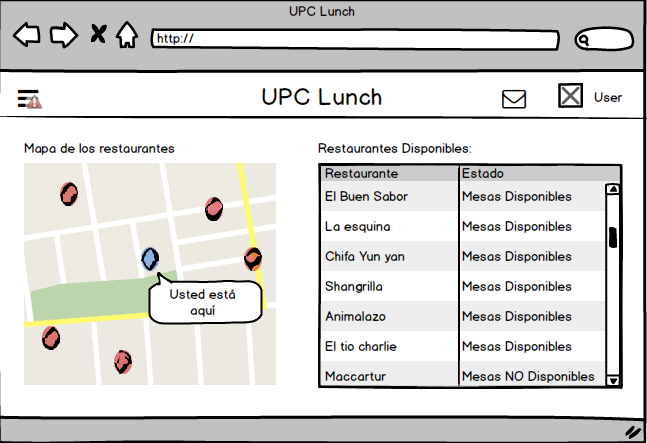 UPC Lunch
http://
UPC Lunch
User
Mapa de los restaurantes
Restaurantes Disponibles:
Usted está
aquí
Restaurante Estado
El Buen Sabor Mesas Disponibles
La esquina Mesas Disponibles
Chifa Yun yan Mesas Disponibles
Shangrilla Mesas Disponibles
Animalazo Mesas Disponibles
El tio charlie Mesas Disponibles
Maccartur Mesas NO Disponibles